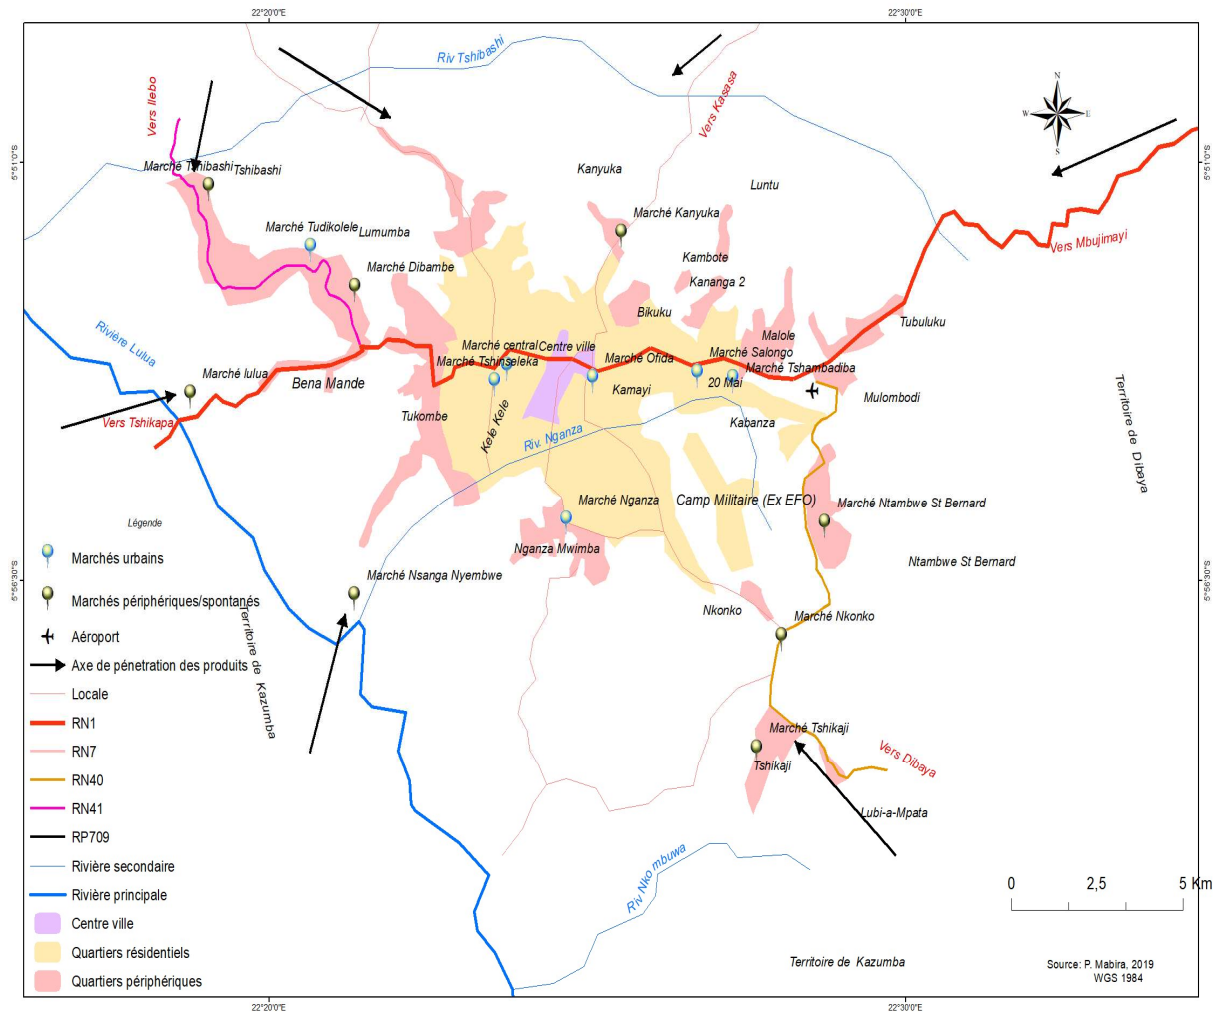 22°20'0"E
22°30'0"E
Riv Tshibashi
Vers Ilebo
Vers Kasasa
N
W
E
S
5°51'0"S
5°51'0"S
Marché Tshibashi
Tshibashi
Kanyuka
Luntu
Marché Kanyuka
Marché Tudikolele
Lumumba
Vers Mbujimayi
Marché Dibambe
Kambote
Kananga 2
Bikuku
Tubuluku
Malole
Rivière Lulua
Marché central
Centre ville
Marché Tshinseleka
Marché Ofida
Marché Salongo
Marché Tshambadiba
Marché lulua
Bena Mande
Kamayi
20 Mai
Mulombodi
Territoire de Dibaya
Vers Tshikapa
Tukombe
Kele Kele
Riv. Nganza
Kabanza
Marché Nganza
Camp Militaire (Ex EFO)
Marché Ntambwe St Bernard
Nganza Mwimba
Ntambwe St Bernard
Légende
Marchés urbains
Marchés périphériques/spontanés
Aéroport
Axe de pénetration des produits
Locale
RN1
RN7
RN40
RN41
RP709
Rivière secondaire
Rivière principale
Centre ville
Quartiers résidentiels
Quartiers périphériques
5°56'30"S
5°56'30"S
Marché Nsanga Nyembwe
Territoire de Kazumba
Nkonko
Marché Nkonko
Marché Tshikaji
Tshikaji
Vers Dibaya
Lubi-a-Mpata
Riv Nko mbuwa
0 2,5 5 Km
Territoire de Kazumba
Source: P. Mabira, 2019
WGS 1984
22°20'0"E
22°30'0"E